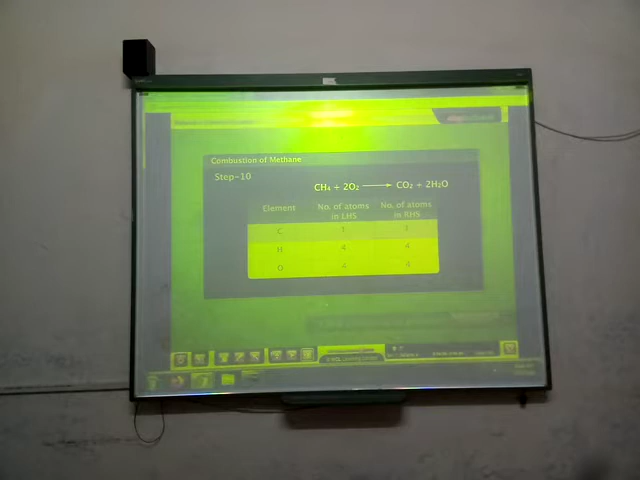 Combustion of Methane
Step-10
CH₄ + 2O₂ ⟶ CO₂ + 2H₂O
Element No. of atoms in LHS No. of atoms in RHS
C 1 1
H 4 4
O 4 4